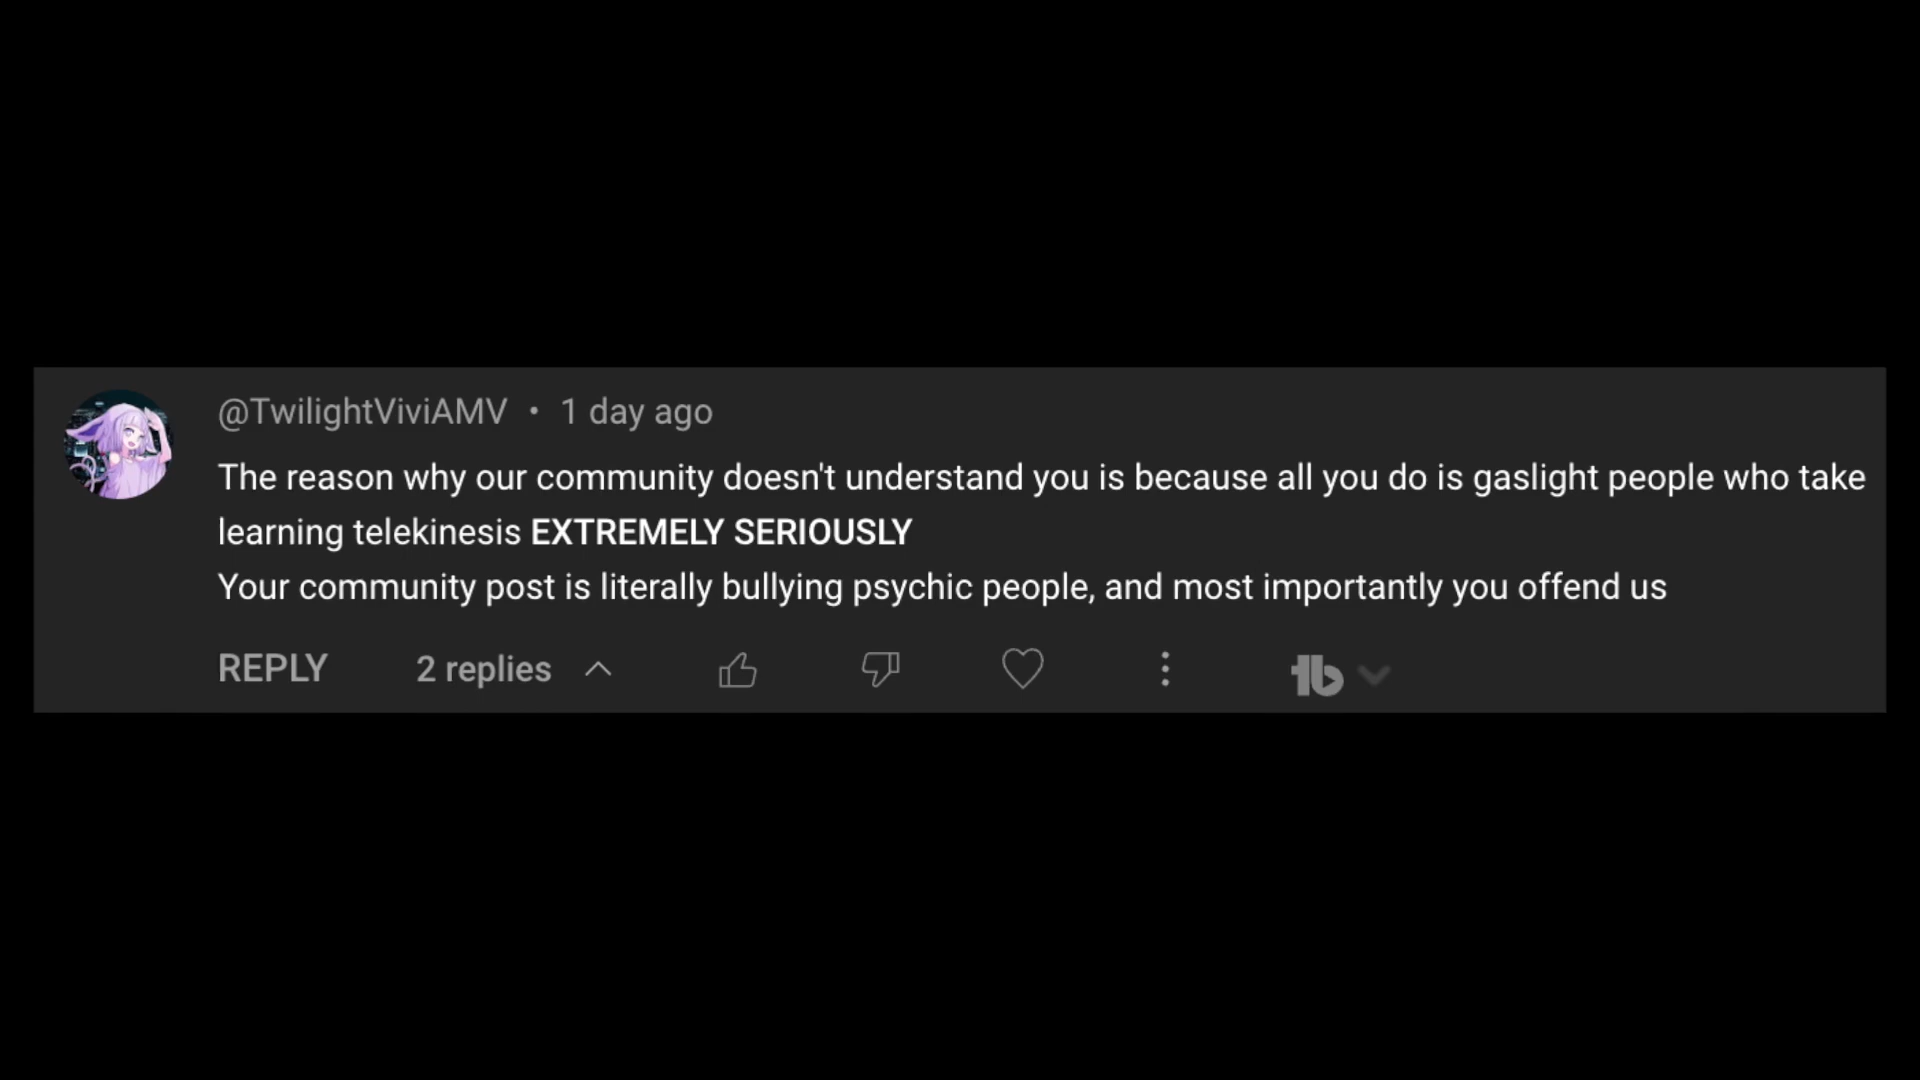 @TwilightViviAMV • 1 day ago
The reason why our community doesn't understand you is because all you do is gaslight people who take
learning telekinesis EXTREMELY SERIOUSLY
Your community post is literally bullying psychic people, and most importantly you offend us
REPLY 2 replies
tb